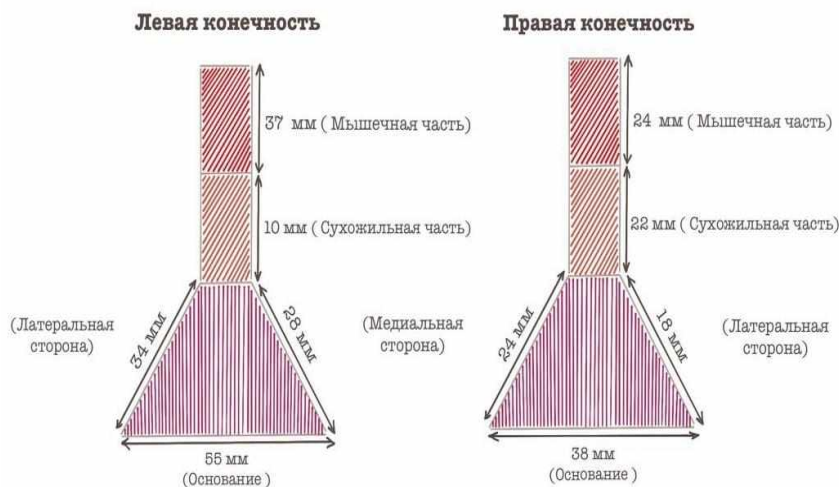 Левая конечность
37 мм ( Мышечная часть)
10 мм ( Сухожильная часть)
(Латеральная
сторона)
34 мм
28 мм
55 мм
(Основание )
Правая конечность
24 мм ( Мышечная часть)
22 мм ( Сухожильная часть)
(Медиальная
сторона)
24 мм
18 мм
(Латеральная
сторона)
38 мм
(Основание )